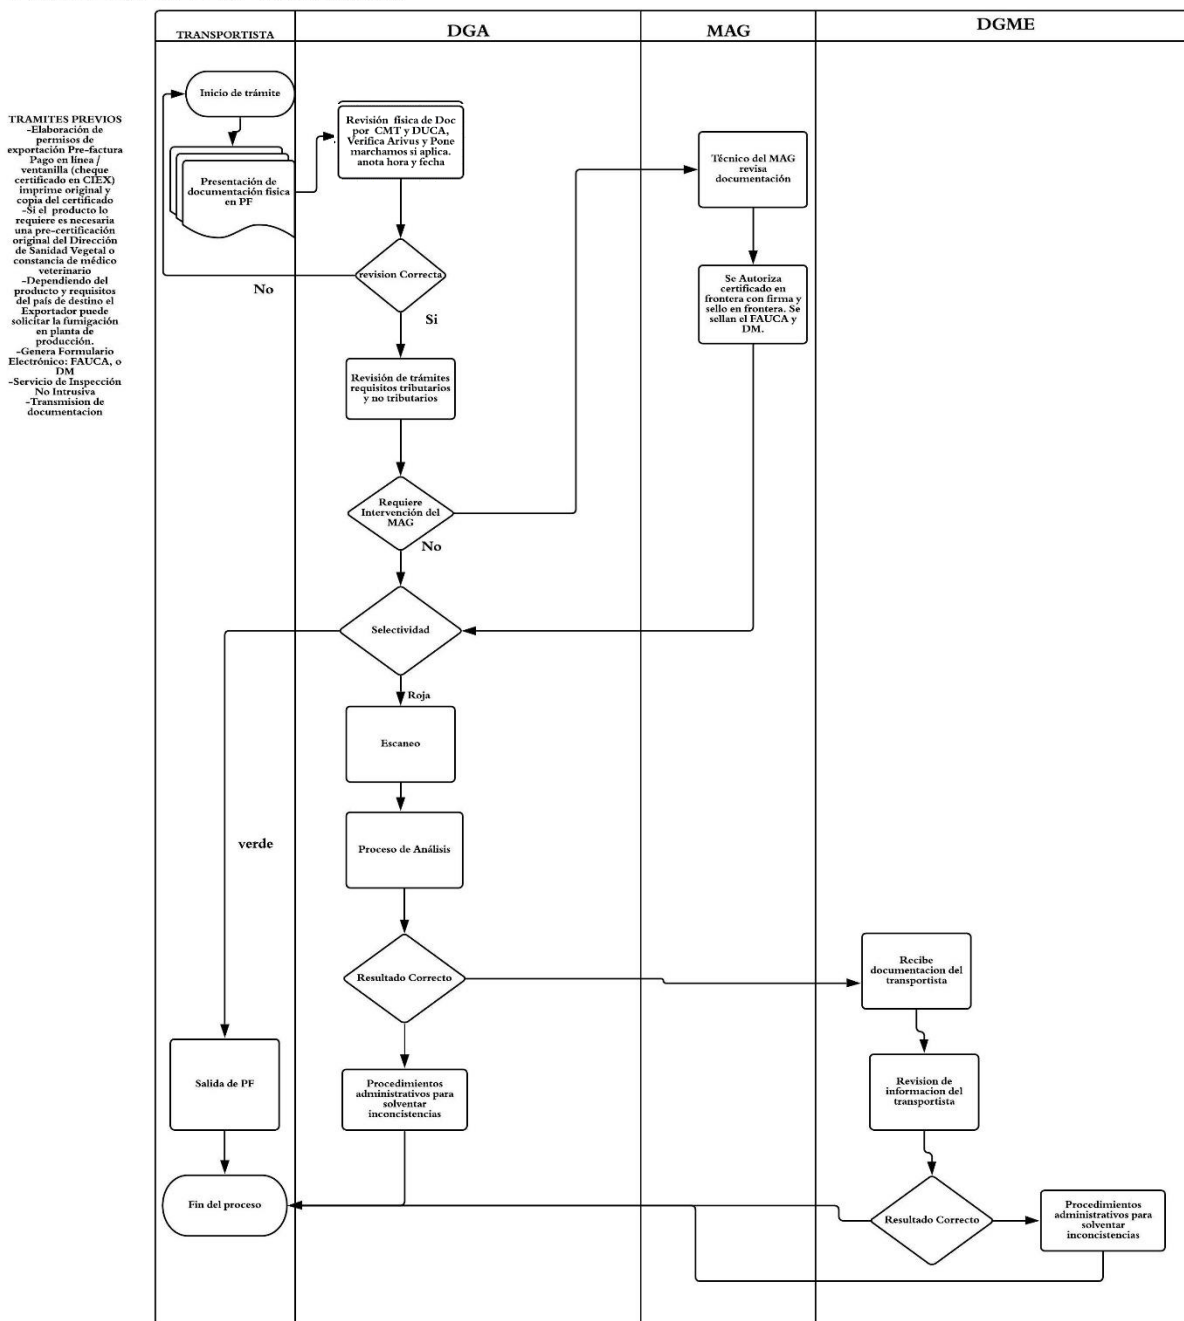 TRANSPORTISTA
DGA
MAG
DGME
TRAMITES PREVIOS
-Elaboración de
permisos de
exportación Pre-factura
Pago en línea /
ventanilla (cheque
certificado en CIEX)
imprime original y
copia del certificado
-Si el producto lo
requiere es necesaria
una pre-certificación
original del Dirección
de Sanidad Vegetal o
constancia de médico
veterinario
-Dependiendo del
producto y requisitos
del país de destino el
Exportador puede
solicitar la fumigación
en planta de
producción.
-Genera Formulario
Electrónico: FAUCA, o
DM
-Servicio de Inspección
No Intrusiva
-Transmision de
documentacion
Inicio de trámite
Presentación de
documentación física
en PF
Revisión física de Doc
por CMT y DUCA,
Verifica Arivus y Pone
marchamos si aplica.
anota hora y fecha
revision Correcta
No
Si
Revisión de trámites
requisitos tributarios
y no tributarios
Requiere
Intervención del
MAG
No
Técnico del MAG
revisa
documentación
Se Autoriza
certificado en
frontera con firma y
sello en frontera. Se
sellan el FAUCA y
DM.
Selectividad
Roja
Escaneo
verde
Proceso de Análisis
Resultado Correcto
Procedimientos
administrativos para
solventar
inconcistencias
Salida de PF
Fin del proceso
Recibe
documentacion del
transportista
Revision de
informacion del
transportista
Resultado Correcto
Procedimientos
administrativos para
solventar
inconcistencias